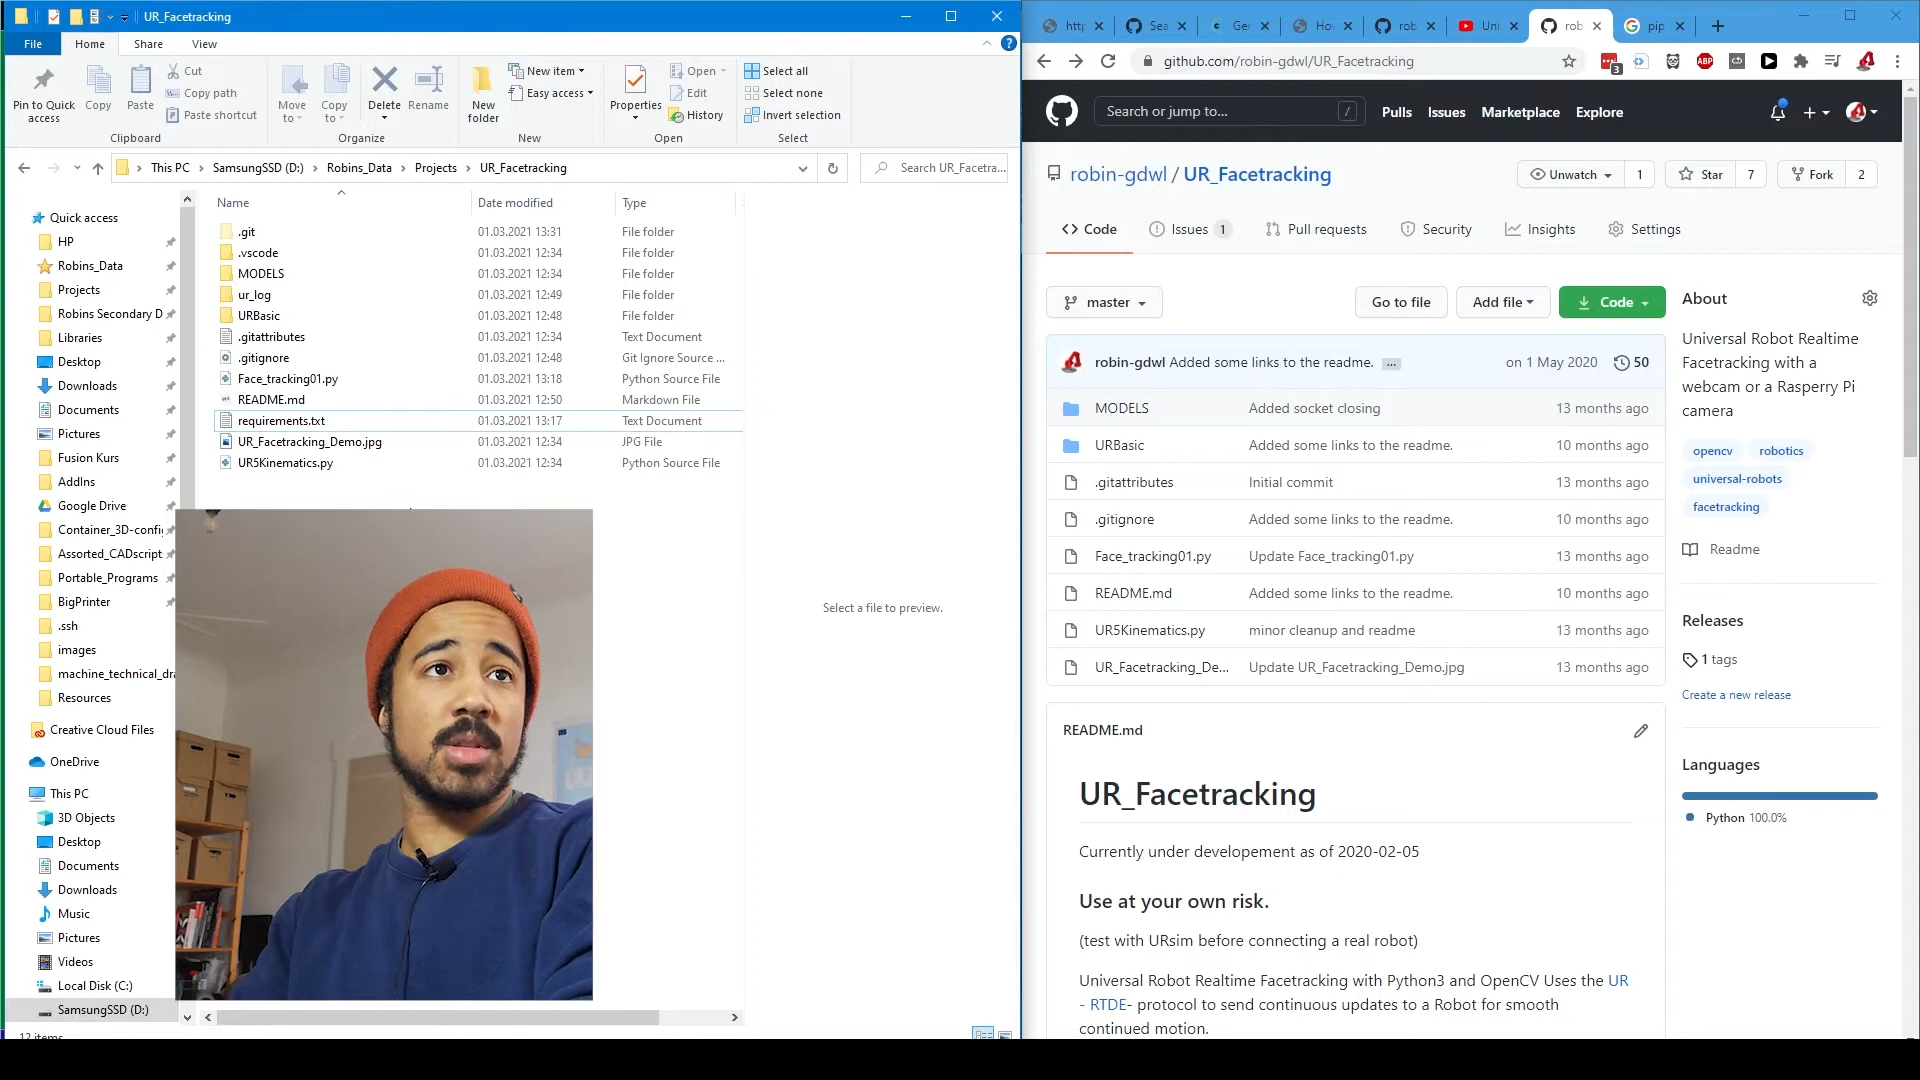 UR_Facetracking
File
Home
Share
View
Pin to Quick access
Copy
Paste
Cut
Copy path
Paste shortcut
Clipboard
Move to
Copy to
Delete
Rename
Organize
New folder
New item
Easy access
New
Properties
Open
Edit
History
Open
Select all
Select none
Invert selection
Select
This PC > SamsungSSD (D:) > Robins_Data > Projects > UR_Facetracking
Search UR_Facetra...
Quick access
HP
Robins_Data
Projects
Robins Secondary D
Libraries
Desktop
Downloads
Documents
Pictures
Fusion Kurs
AddIns
Google Drive
Container_3D-config
Assorted_CADscript
Portable_Programs
BigPrinter
.ssh
images
machine_technical_dra
Resources
Creative Cloud Files
OneDrive
This PC
3D Objects
Desktop
Documents
Downloads
Music
Pictures
Videos
Local Disk (C:)
SamsungSSD (D:)
12 items
Name Date modified Type
.git 01.03.2021 13:31 File folder
.vscode 01.03.2021 12:34 File folder
MODELS 01.03.2021 12:34 File folder
ur_log 01.03.2021 12:49 File folder
URBasic 01.03.2021 12:48 File folder
.gitattributes 01.03.2021 12:34 Text Document
.gitignore 01.03.2021 12:48 Git Ignore Source ...
Face_tracking01.py 01.03.2021 13:18 Python Source File
README.md 01.03.2021 12:50 Markdown File
requirements.txt 01.03.2021 13:17 Text Document
UR_Facetracking_Demo.jpg 01.03.2021 12:34 JPG File
UR5Kinematics.py 01.03.2021 12:34 Python Source File
Select a file to preview.
http
Sea
Ger
Hov
rob
Uni
rob
pip
github.com/robin-gdwl/UR_Facetracking
3
ABP
Search or jump to...
/
Pulls
Issues
Marketplace
Explore
robin-gdwl / UR_Facetracking
Unwatch 1
Star 7
Fork 2
Code
Issues 1
Pull requests
Security
Insights
Settings
master
Go to file
Add file
Code
robin-gdwl Added some links to the readme. ... on 1 May 2020 50
MODELS Added socket closing 13 months ago
URBasic Added some links to the readme. 10 months ago
.gitattributes Initial commit 13 months ago
.gitignore Added some links to the readme. 10 months ago
Face_tracking01.py Update Face_tracking01.py 13 months ago
README.md Added some links to the readme. 10 months ago
UR5Kinematics.py minor cleanup and readme 13 months ago
UR_Facetracking_De... Update UR_Facetracking_Demo.jpg 13 months ago
README.md
UR_Facetracking
Currently under developement as of 2020-02-05
Use at your own risk.
(test with URsim before connecting a real robot)
Universal Robot Realtime Facetracking with Python3 and OpenCV Uses the UR
- RTDE- protocol to send continuous updates to a Robot for smooth
continued motion.
About
Universal Robot Realtime
Facetracking with a
webcam or a Rasperry Pi
camera
opencv
robotics
universal-robots
facetracking
Readme
Releases
1 tags
Create a new release
Languages
Python 100.0%